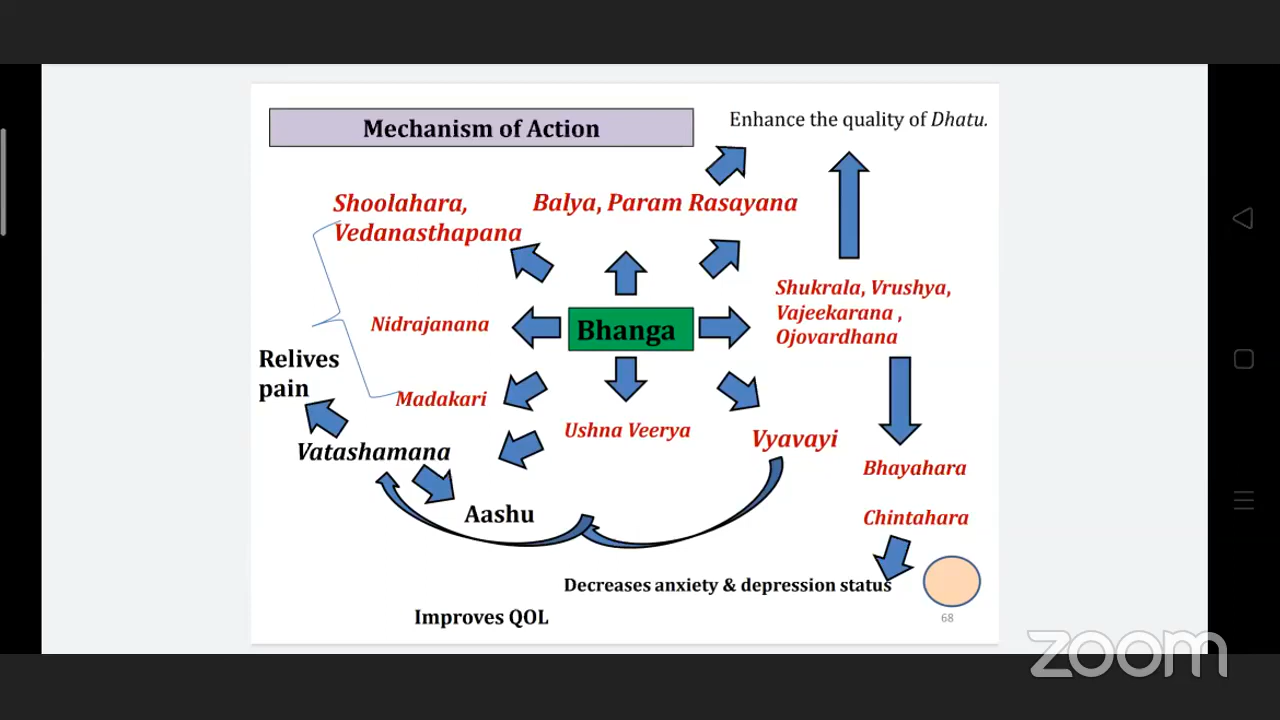 Mechanism of Action
Enhance the quality of Dhatu.
Shoolahara,
Vedanasthapana
Balya, Param Rasayana
Shukrala, Vrushya,
Vajeekarana ,
Ojovardhana
Nidrajanana
Bhanga
Relives
pain
Madakari
Ushna Veerya
Vyavayi
Vatashamana
Bhayahara
Aashu
Chintahara
Decreases anxiety & depression status
Improves QOL
68
zoom